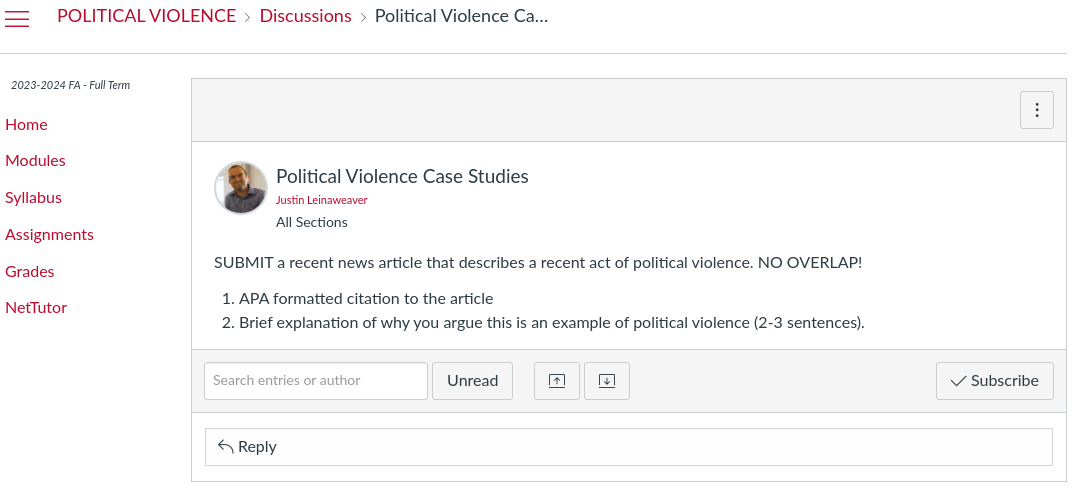 POLITICAL VIOLENCE > Discussions > Political Violence Ca...
2023-2024 FA - Full Term
Home
Modules
Syllabus
Assignments
Grades
NetTutor
Political Violence Case Studies
Justin Leinaweaver
All Sections
SUBMIT a recent news article that describes a recent act of political violence. NO OVERLAP!
1. APA formatted citation to the article
2. Brief explanation of why you argue this is an example of political violence (2-3 sentences).
Search entries or author
Unread
Subscribe
Reply